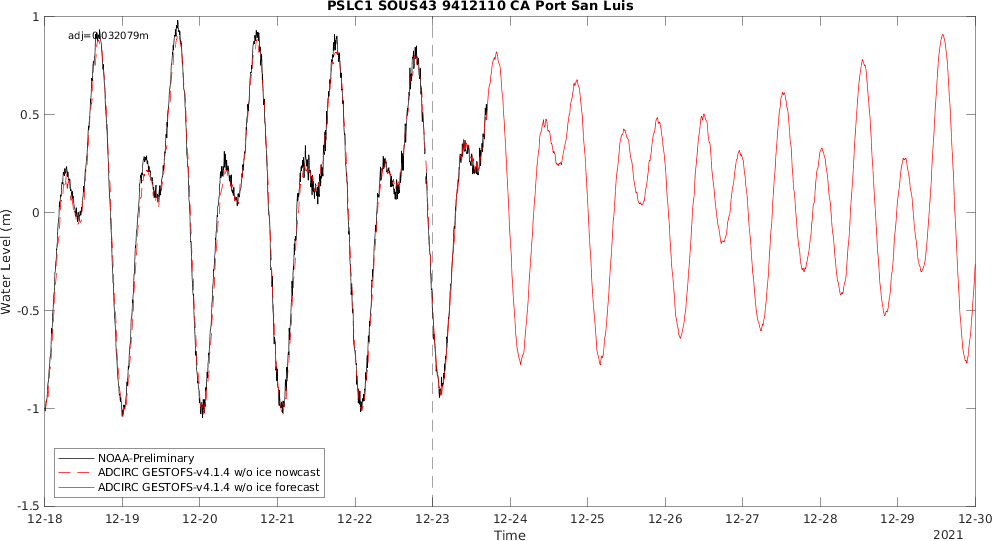 PSLC1 SOUS43 9412110 CA Port San Luis
adj=0.032079m
1
0.5
0
-0.5
-1
-1.5
Water Level (m)
NOAA-Preliminary
ADCIRC GESTOFS-v4.1.4 w/o ice nowcast
ADCIRC GESTOFS-v4.1.4 w/o ice forecast
12-18 12-19 12-20 12-21 12-22 12-23 12-24 12-25 12-26 12-27 12-28 12-29 12-30
Time
2021